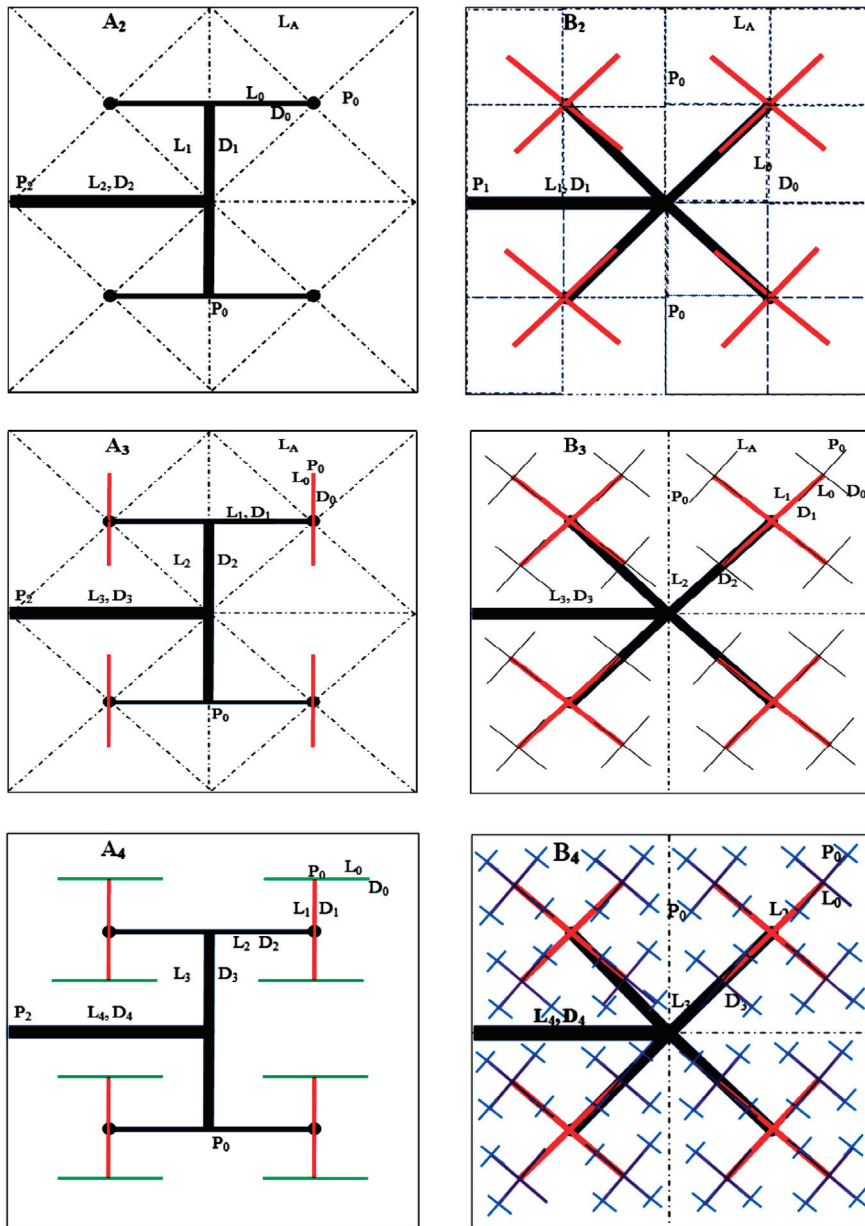 A₂
L_A
L₀
D₀
P₀
L₁
D₁
P₂
L₂, D₂
P₀
B₂
L_A
P₀
P₁
L₁, D₁
L₀
D₀
P₀
A₃
L_A
P₀
L₀
D₀
L₁, D₁
L₂
D₂
P₂
L₃, D₃
P₀
B₃
L_A
P₀
P₀
L₁
L₀
D₀
D₁
L₂
D₂
L₃, D₃
A₄
P₀
L₀
D₀
L₁
D₁
L₂
D₂
L₃
D₃
P₂
L₄, D₄
P₀
B₄
P₀
L₀
P₀
L₂
L₃
D₃
L₄, D₄